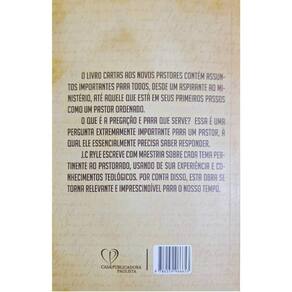 O LIVRO CARTAS AOS NOVOS PASTORES CONTÉM ASSUN-
TOS IMPORTANTES PARA TODOS, DESDE UM ASPIRANTE AO MI-
NISTÉRIO, ATÉ AQUELE QUE ESTÁ EM SEUS PRIMEIROS PASSOS
COMO UM PASTOR ORDENADO.
O QUE É A PREGAÇÃO E PARA QUE SERVE? ESSA É UMA
PERGUNTA EXTREMAMENTE IMPORTANTE PARA UM PASTOR, A
QUAL ELE ESSENCIALMENTE PRECISA SABER RESPONDER.
J.C RYLE ESCREVE COM MAESTRIA SOBRE CADA TEMA PER-
TINENTE AO PASTORADO, USANDO DE SUA EXPERIÊNCIA E CO-
NHECIMENTOS TEOLÓGICOS. POR CONTA DISSO, ESTA OBRA SE
TORNA RELEVANTE E IMPRESCINDÍVEL PARA O NOSSO TEMPO.
CASA PUBLICADORA
PAULISTA